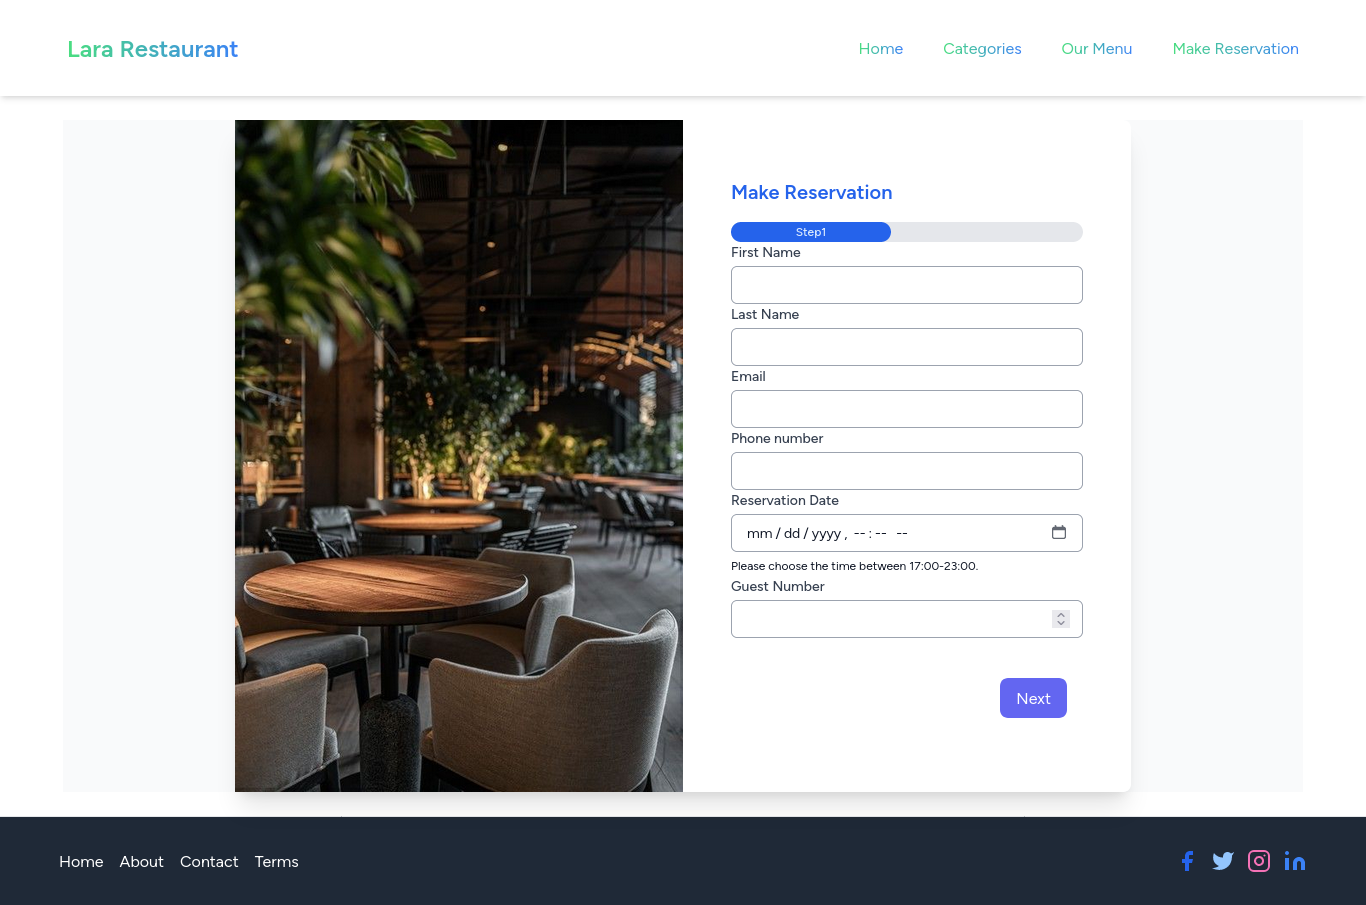 Lara Restaurant
Home Categories Our Menu Make Reservation
Make Reservation
Step1
First Name
Last Name
Email
Phone number
Reservation Date
mm / dd / yyyy , -- : -- --
Please choose the time between 17:00-23:00.
Guest Number
Next
Home About Contact Terms